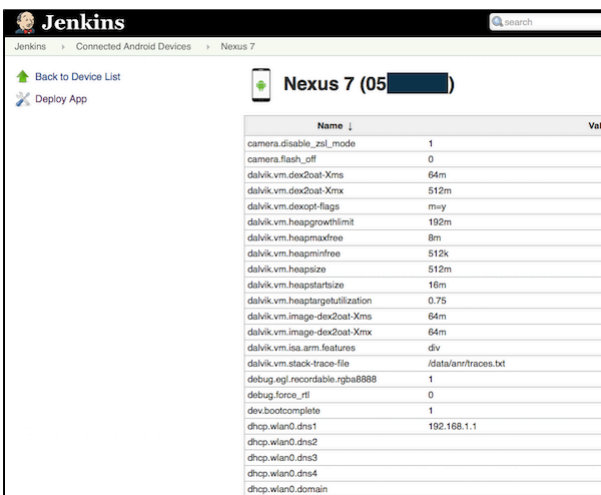 Jenkins
search
Jenkins › Connected Android Devices › Nexus 7
Back to Device List
Deploy App
Nexus 7 (05 )
Name ↓ Val
camera.disable_zsl_mode 1
camera.flash_off 0
dalvik.vm.dex2oat-Xms 64m
dalvik.vm.dex2oat-Xmx 512m
dalvik.vm.dexopt-flags m=y
dalvik.vm.heapgrowthlimit 192m
dalvik.vm.heapmaxfree 8m
dalvik.vm.heapminfree 512k
dalvik.vm.heapsize 512m
dalvik.vm.heapstartsize 16m
dalvik.vm.heaptargetutilization 0.75
dalvik.vm.image-dex2oat-Xms 64m
dalvik.vm.image-dex2oat-Xmx 64m
dalvik.vm.isa.arm.features div
dalvik.vm.stack-trace-file /data/anr/traces.txt
debug.egl.recordable.rgba8888 1
debug.force_rtl 0
dev.bootcomplete 1
dhcp.wlan0.dns1 192.168.1.1
dhcp.wlan0.dns2
dhcp.wlan0.dns3
dhcp.wlan0.dns4
dhcp.wlan0.domain